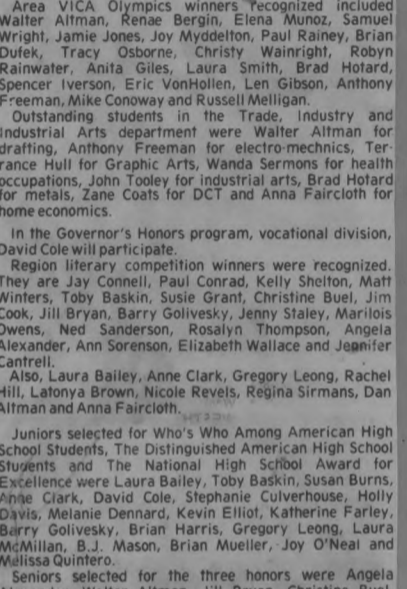 Area VICA Olympics winners recognized included
Walter Altman, Renae Bergin, Elena Munoz, Samuel
Wright, Jamie Jones, Joy Myddelton, Paul Rainey, Brian
Dufek, Tracy Osborne, Christy Wainright, Robyn
Rainwater, Anita Giles, Laura Smith, Brad Hotard,
Spencer Iverson, Eric VonHollen, Len Gibson, Anthony
Freeman, Mike Conoway and Russell Melligan.
Outstanding students in the Trade, Industry and
Industrial Arts department were Walter Altman for
drafting, Anthony Freeman for electro-mechnics, Ter-
rance Hull for Graphic Arts, Wanda Sermons for health
occupations, John Tooley for industrial arts, Brad Hotard
for metals, Zane Coats for DCT and Anna Faircloth for
home economics.
In the Governor's Honors program, vocational division,
David Cole will participate.
Region literary competition winners were recognized.
They are Jay Connell, Paul Conrad, Kelly Shelton, Matt
Winters, Toby Baskin, Susie Grant, Christine Buel, Jim
Cook, Jill Bryan, Barry Golivesky, Jenny Staley, Marilois
Owens, Ned Sanderson, Rosalyn Thompson, Angela
Alexander, Ann Sorenson, Elizabeth Wallace and Jennifer
Cantrell.
Also, Laura Bailey, Anne Clark, Gregory Leong, Rachel
Hill, Latonya Brown, Nicole Revels, Regina Sirmans, Dan
Altman and Anna Faircloth.
Juniors selected for Who's Who Among American High
School Students, The Distinguished American High School
Students and The National High School Award for
Excellence were Laura Bailey, Toby Baskin, Susan Burns,
Anne Clark, David Cole, Stephanie Culverhouse, Holly
Davis, Melanie Dennard, Kevin Elliot, Katherine Farley,
Barry Golivesky, Brian Harris, Gregory Leong, Laura
McMillan, B.J. Mason, Brian Mueller, Joy O'Neal and
Melissa Quintero.
Seniors selected for the three honors were Angela